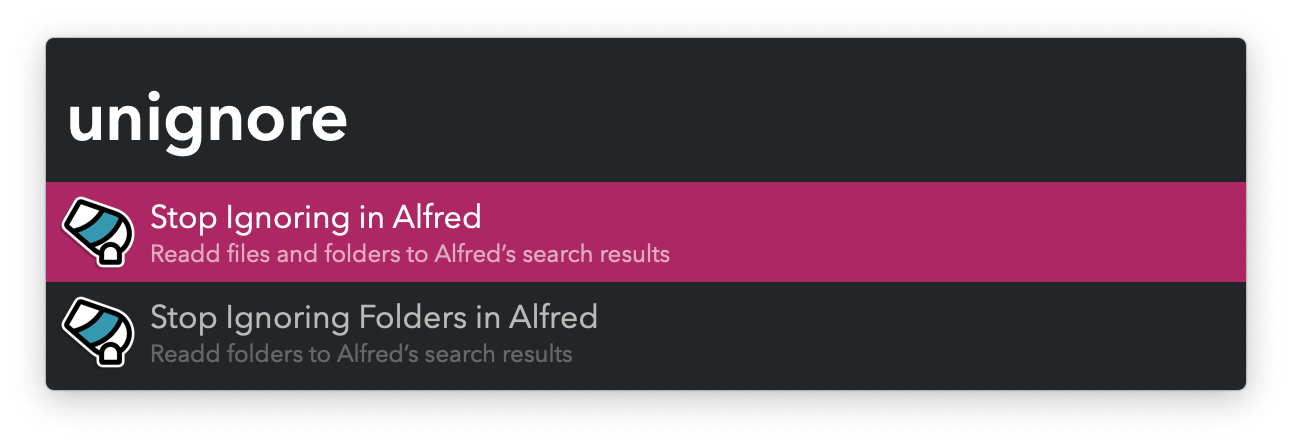 unignore
Stop Ignoring in Alfred
Readd files and folders to Alfred’s search results
Stop Ignoring Folders in Alfred
Readd folders to Alfred’s search results